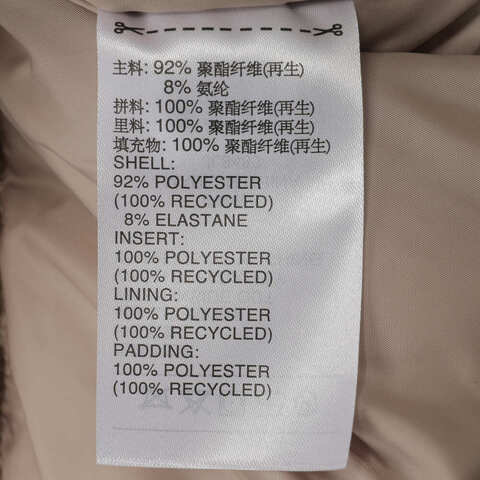 主料: 92% 聚酯纤维(再生)
8% 氨纶
拼料: 100% 聚酯纤维(再生)
里料: 100% 聚酯纤维(再生)
填充物: 100% 聚酯纤维(再生)
SHELL:
92% POLYESTER
(100% RECYCLED)
8% ELASTANE
INSERT:
100% POLYESTER
(100% RECYCLED)
LINING:
100% POLYESTER
(100% RECYCLED)
PADDING:
100% POLYESTER
(100% RECYCLED)